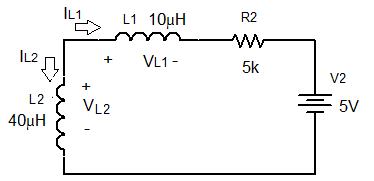 IL1
L1 10µH
R2
IL2
+ VL1 -
5k
V2
L2
+
VL2
5V
40µH
-